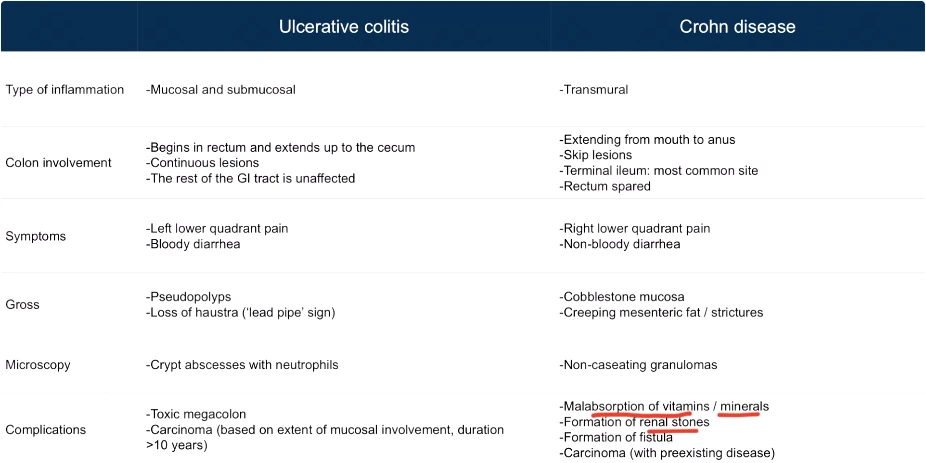 Ulcerative colitis
Crohn disease
Type of inflammation
-Mucosal and submucosal
-Transmural
Colon involvement
-Begins in rectum and extends up to the cecum
-Continuous lesions
-The rest of the GI tract is unaffected
-Extending from mouth to anus
-Skip lesions
-Terminal ileum: most common site
-Rectum spared
Symptoms
-Left lower quadrant pain
-Bloody diarrhea
-Right lower quadrant pain
-Non-bloody diarrhea
Gross
-Pseudopolyps
-Loss of haustra (‘lead pipe’ sign)
-Cobblestone mucosa
-Creeping mesenteric fat / strictures
Microscopy
-Crypt abscesses with neutrophils
-Non-caseating granulomas
Complications
-Toxic megacolon
-Carcinoma (based on extent of mucosal involvement, duration
>10 years)
-Malabsorption of vitamins / minerals
-Formation of renal stones
-Formation of fistula
-Carcinoma (with preexisting disease)